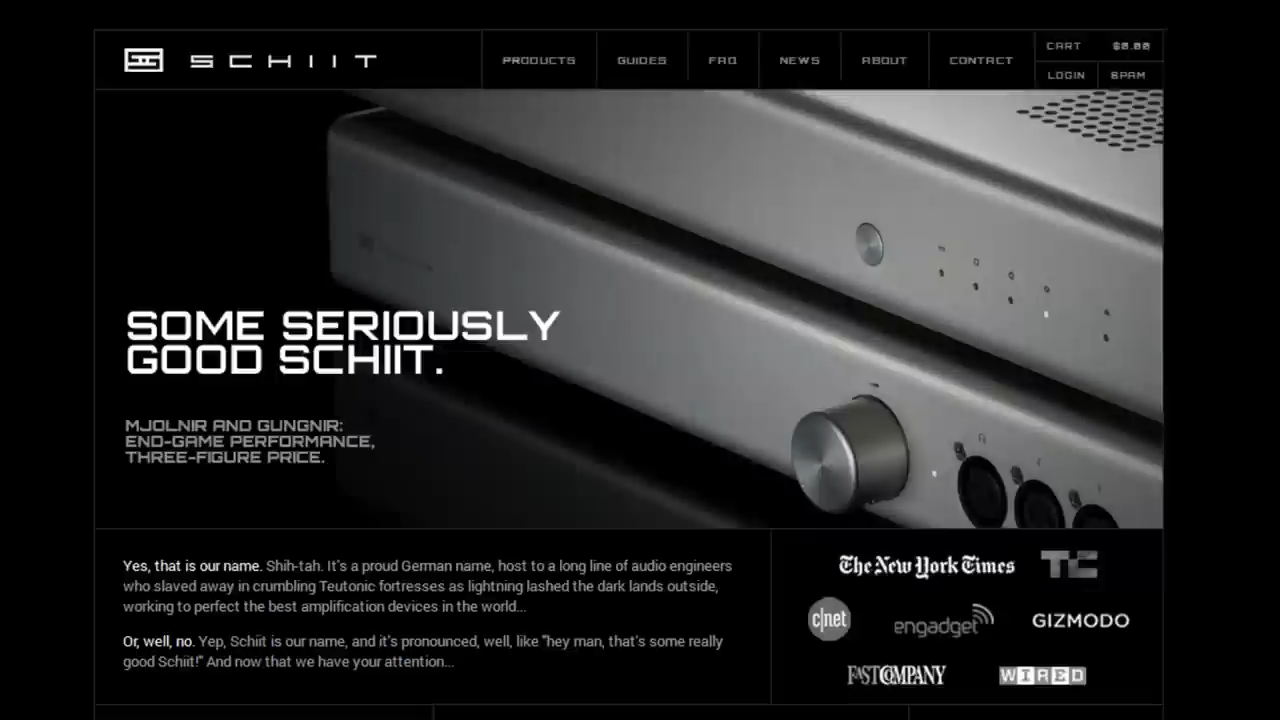 SCHIIT
PRODUCTS
GUIDES
FAQ
NEWS
ABOUT
CONTACT
CART
$0.00
LOGIN
SPAM
SOME SERIOUSLY
GOOD SCHIIT.
MJOLNIR AND GUNGNIR:
END-GAME PERFORMANCE,
THREE-FIGURE PRICE.
Yes, that is our name. Shih-tah. It's a proud German name, host to a long line of audio engineers
who slaved away in crumbling Teutonic fortresses as lightning lashed the dark lands outside,
working to perfect the best amplification devices in the world...
Or, well, no. Yep, Schiit is our name, and it's pronounced, well, like "hey man, that's some really
good Schiit!" And now that we have your attention...
The New York Times
TC
c|net
engadget
GIZMODO
FAST COMPANY
WIRED